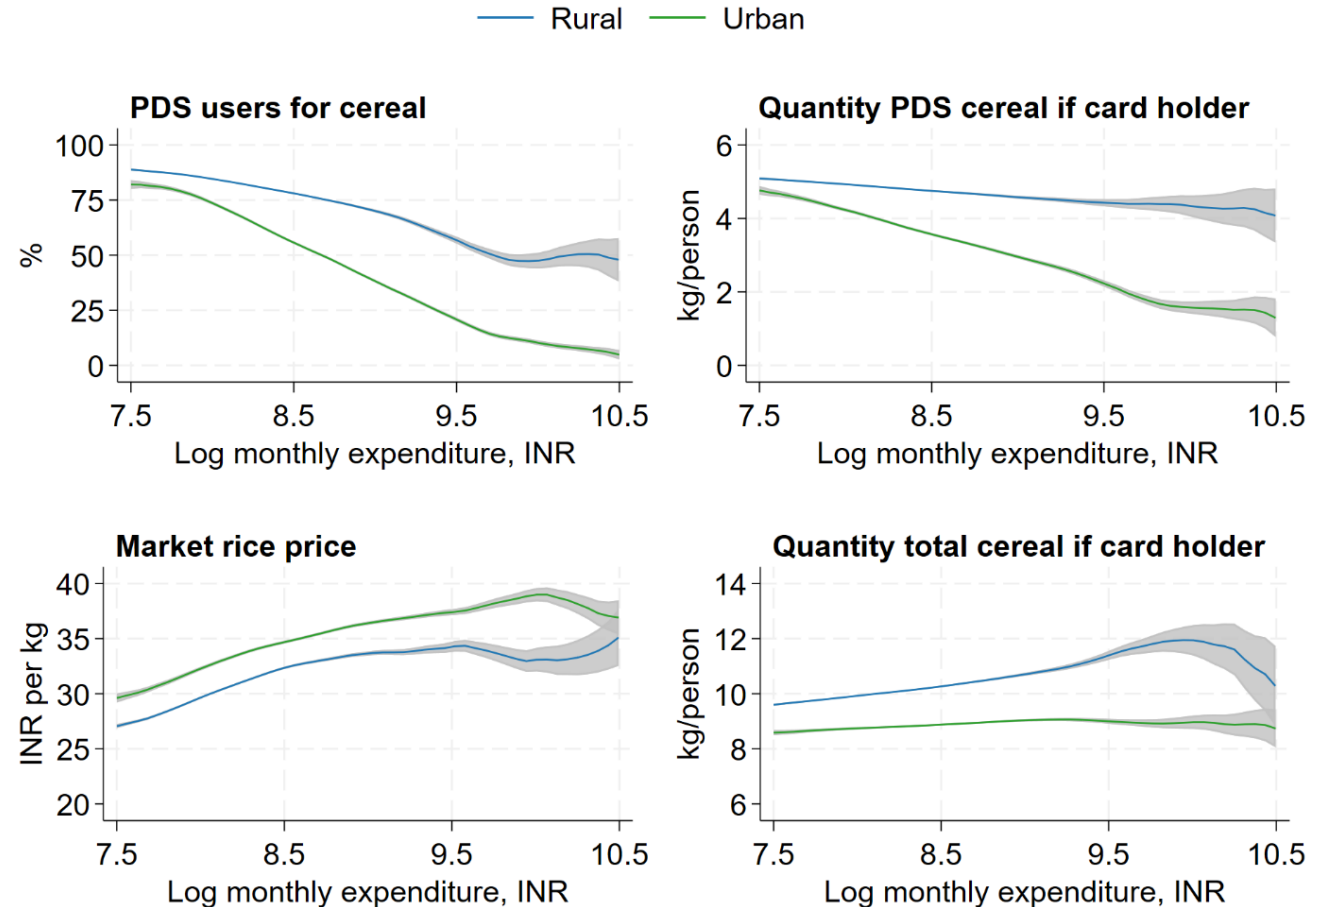 Rural Urban
PDS users for cereal
%
100
75
50
25
0
7.5 8.5 9.5 10.5
Log monthly expenditure, INR
Quantity PDS cereal if card holder
kg/person
6
4
2
0
7.5 8.5 9.5 10.5
Log monthly expenditure, INR
Market rice price
INR per kg
40
35
30
25
20
7.5 8.5 9.5 10.5
Log monthly expenditure, INR
Quantity total cereal if card holder
kg/person
14
12
10
8
6
7.5 8.5 9.5 10.5
Log monthly expenditure, INR